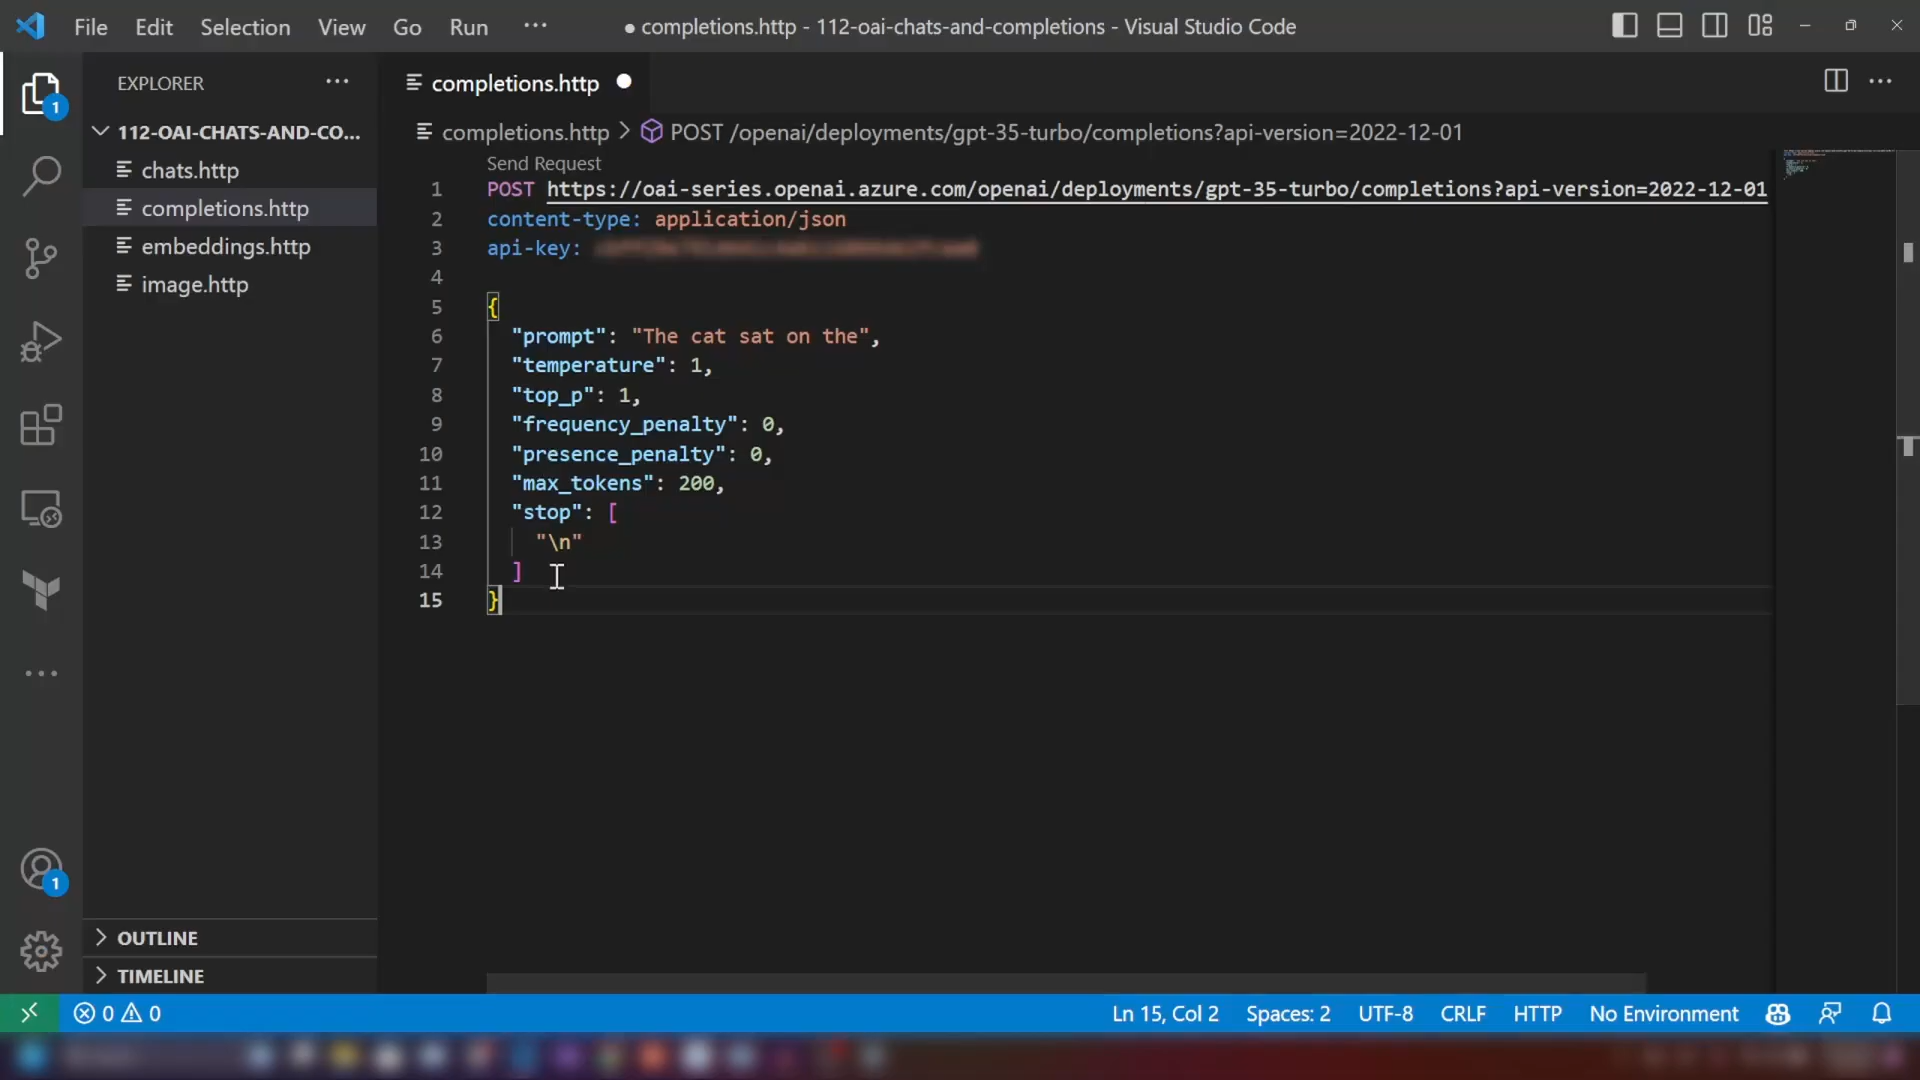 File Edit Selection View Go Run ···
● completions.http - 112-oai-chats-and-completions - Visual Studio Code
EXPLORER ···
completions.http ●
112-OAI-CHATS-AND-CO...
chats.http
completions.http
embeddings.http
image.http
completions.http > POST /openai/deployments/gpt-35-turbo/completions?api-version=2022-12-01
Send Request
1 POST https://oai-series.openai.azure.com/openai/deployments/gpt-35-turbo/completions?api-version=2022-12-01
2 content-type: application/json
3 api-key:
4
5 {
6 "prompt": "The cat sat on the",
7 "temperature": 1,
8 "top_p": 1,
9 "frequency_penalty": 0,
10 "presence_penalty": 0,
11 "max_tokens": 200,
12 "stop": [
13 "\n"
14 ]
15 }
1
1
OUTLINE
TIMELINE
0 0
Ln 15, Col 2 Spaces: 2 UTF-8 CRLF HTTP No Environment